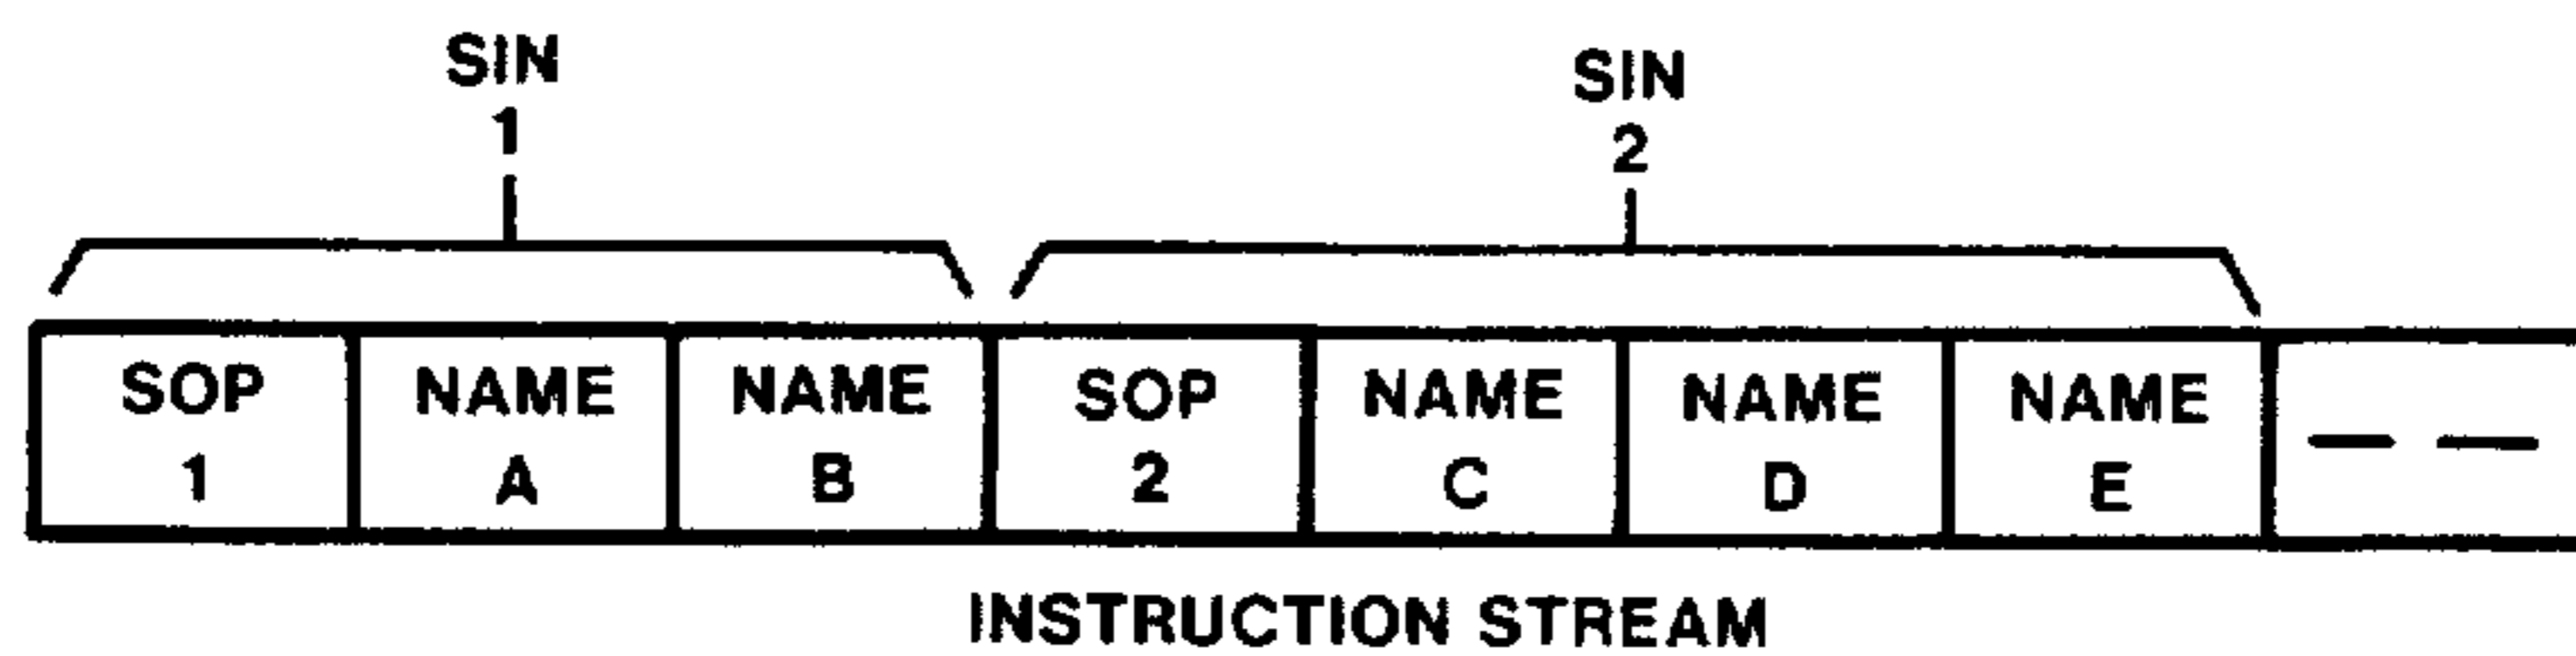 SIN
1
SIN
2
SOP
1
NAME
A
NAME
B
SOP
2
NAME
C
NAME
D
NAME
E
— —
INSTRUCTION STREAM